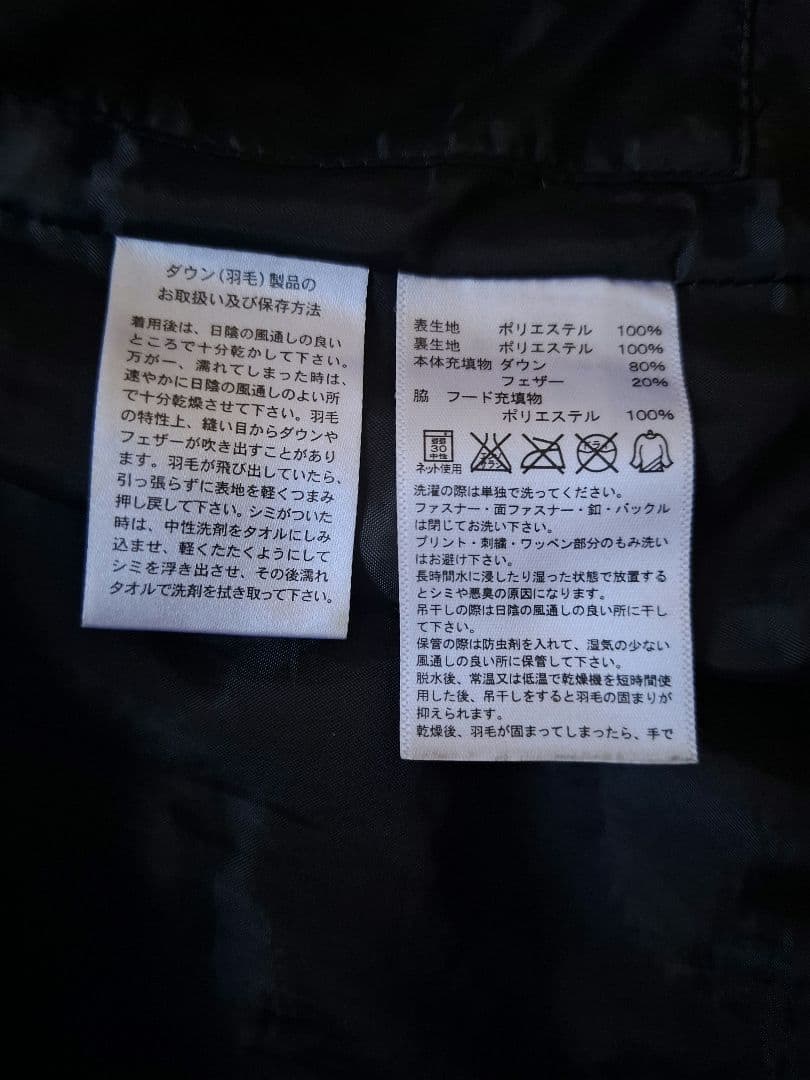 ダウン(羽毛)製品の
お取扱い及び保存方法
着用後は、日陰の風通しの良い
ところで十分乾かして下さい。
万が一、濡れてしまった時は、
速やかに日陰の風通しのよい所
で十分乾燥させて下さい。羽毛
の特性上、縫い目からダウンや
フェザーが吹き出すことがあり
ます。羽毛が飛び出していたら、
引っ張らずに表地を軽くつまみ
押し戻して下さい。シミがついた
時は、中性洗剤をタオルにしみ
込ませ、軽くたたくようにして
シミを浮き出させ、その後濡れ
タオルで洗剤を拭き取って下さい。
表生地 ポリエステル 100%
裏生地 ポリエステル 100%
本体充填物 ダウン 80%
フェザー 20%
脇 フード充填物
ポリエステル 100%
弱 30 中性
エンソ サラシ
ドライ
ネット使用
洗濯の際は単独で洗ってください。
ファスナー・面ファスナー・釦・バックル
は閉じてお洗い下さい。
プリント・刺繍・ワッペン部分のもみ洗い
はお避け下さい。
長時間水に浸したり湿った状態で放置する
とシミや悪臭の原因になります。
吊干しの際は日陰の風通しの良い所に干し
て下さい。
保管の際は防虫剤を入れて、湿気の少ない
風通しの良い所に保管して下さい。
脱水後、常温又は低温で乾燥機を短時間使
用した後、吊干しをすると羽毛の固まりが
抑えられます。
乾燥後、羽毛が固まってしまったら、手で